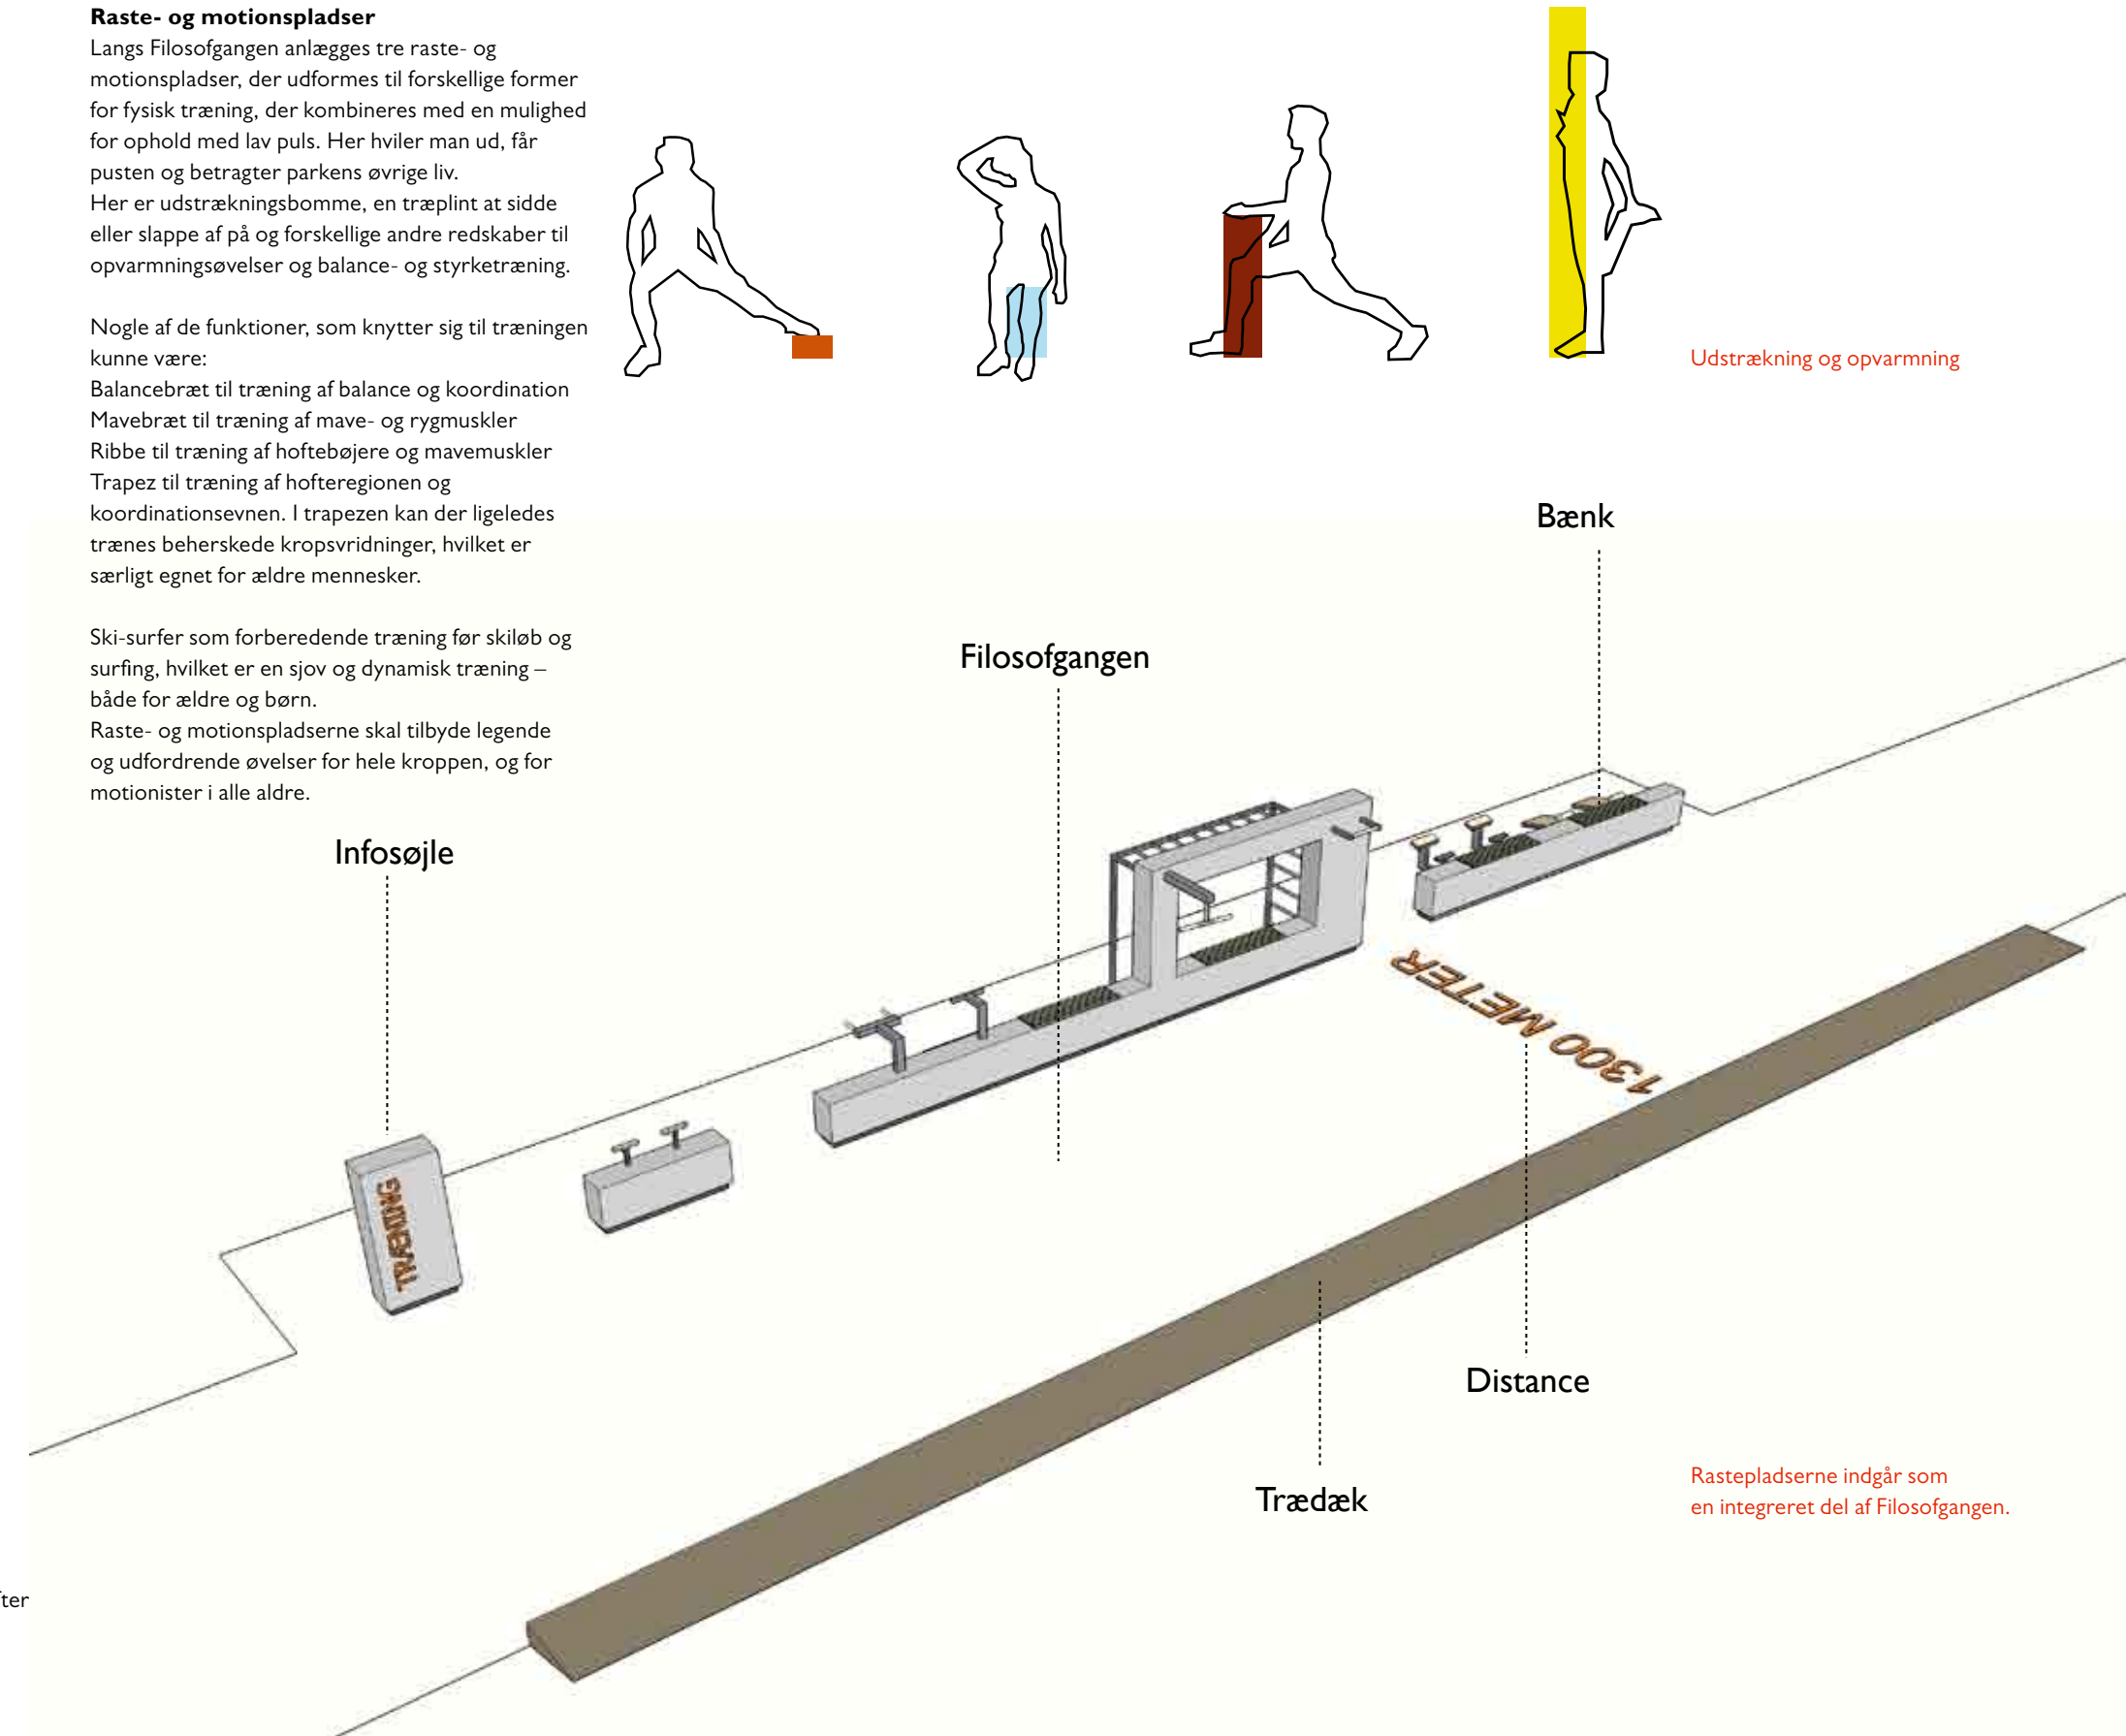 Raste- og motionspladser
Langs Filosofgangen anlægges tre raste- og
motionspladser, der udformes til forskellige former
for fysisk træning, der kombineres med en mulighed
for ophold med lav puls. Her hviler man ud, får
pusten og betragter parkens øvrige liv.
Her er udstrækningsbomme, en træplint at sidde
eller slappe af på og forskellige andre redskaber til
opvarmningsøvelser og balance- og styrketræning.
Nogle af de funktioner, som knytter sig til træningen
kunne være:
Balancebræt til træning af balance og koordination
Mavebræt til træning af mave- og rygmuskler
Ribbe til træning af hoftebøjere og mavemuskler
Trapez til træning af hofteregionen og
koordinationsevnen. I trapezen kan der ligeledes
trænes beherskede kropsvridninger, hvilket er
særligt egnet for ældre mennesker.
Ski-surfer som forberedende træning før skiløb og
surfing, hvilket er en sjov og dynamisk træning –
både for ældre og børn.
Raste- og motionspladserne skal tilbyde legende
og udfordrende øvelser for hele kroppen, og for
motionister i alle aldre.
Udstrækning og opvarmning
Bænk
Filosofgangen
Infosøjle
TRÆNING
1300 METER
Distance
Trædæk
Rastepladserne indgår som
en integreret del af Filosofgangen.
ter